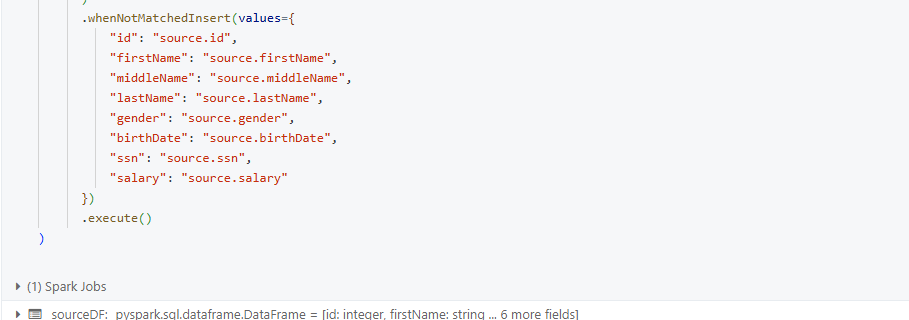 )
.whenNotMatchedInsert(values={
"id": "source.id",
"firstName": "source.firstName",
"middleName": "source.middleName",
"lastName": "source.lastName",
"gender": "source.gender",
"birthDate": "source.birthDate",
"ssn": "source.ssn",
"salary": "source.salary"
})
.execute()
)
(1) Spark Jobs
sourceDF: pyspark.sql.dataframe.DataFrame = [id: integer, firstName: string ... 6 more fields]